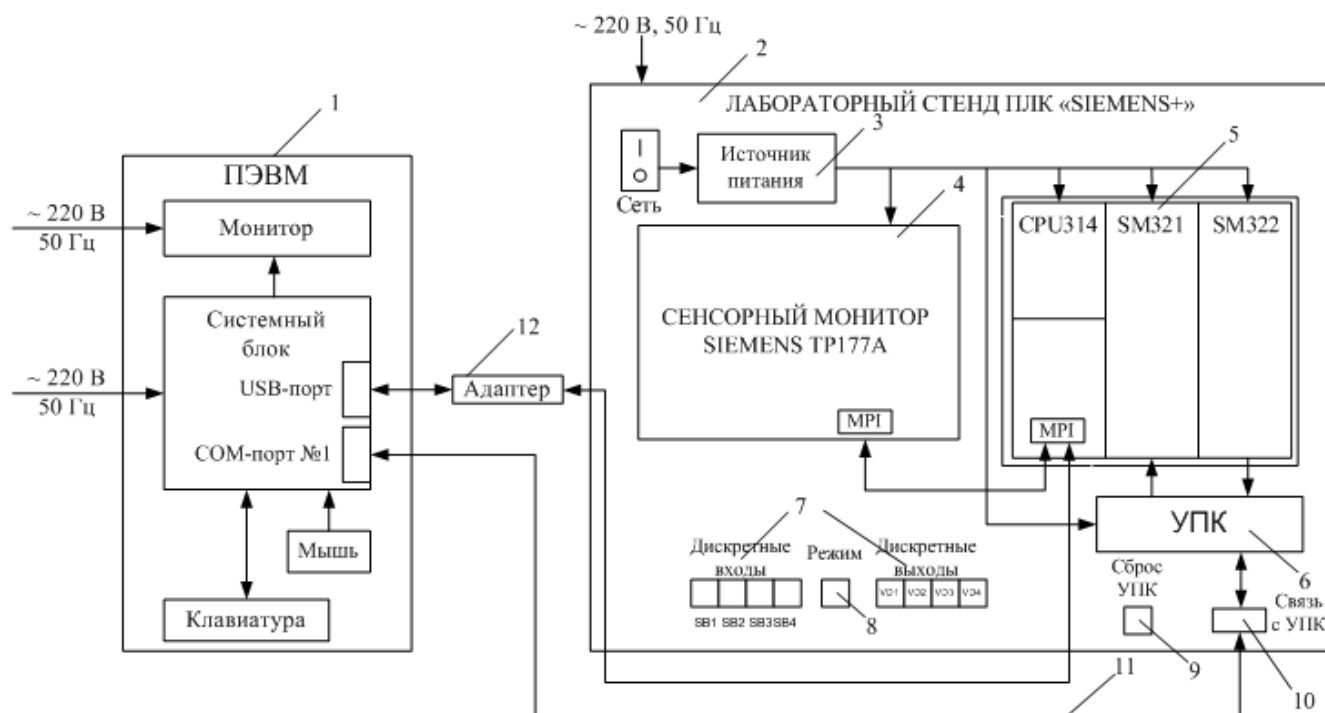 ~ 220 В, 50 Гц
2
ЛАБОРАТОРНЫЙ СТЕНД ПЛК «SIEMENS+»
1
3
5
ПЭВМ
Источник
питания
4
Сеть
~ 220 В
50 Гц
Монитор
CPU314
SM321
SM322
Системный
блок
12
СЕНСОРНЫЙ МОНИТОР
SIEMENS TP177A
~ 220 В
50 Гц
USB-порт
Адаптер
MPI
MPI
COM-порт №1
7
УПК
Мышь
Дискретные
входы
Режим
Дискретные
выходы
Сброс
УПК
6
Связь
с УПК
VD1 VD2 VD3 VD4
Клавиатура
SB1 SB2 SB3 SB4
8
9
10
11